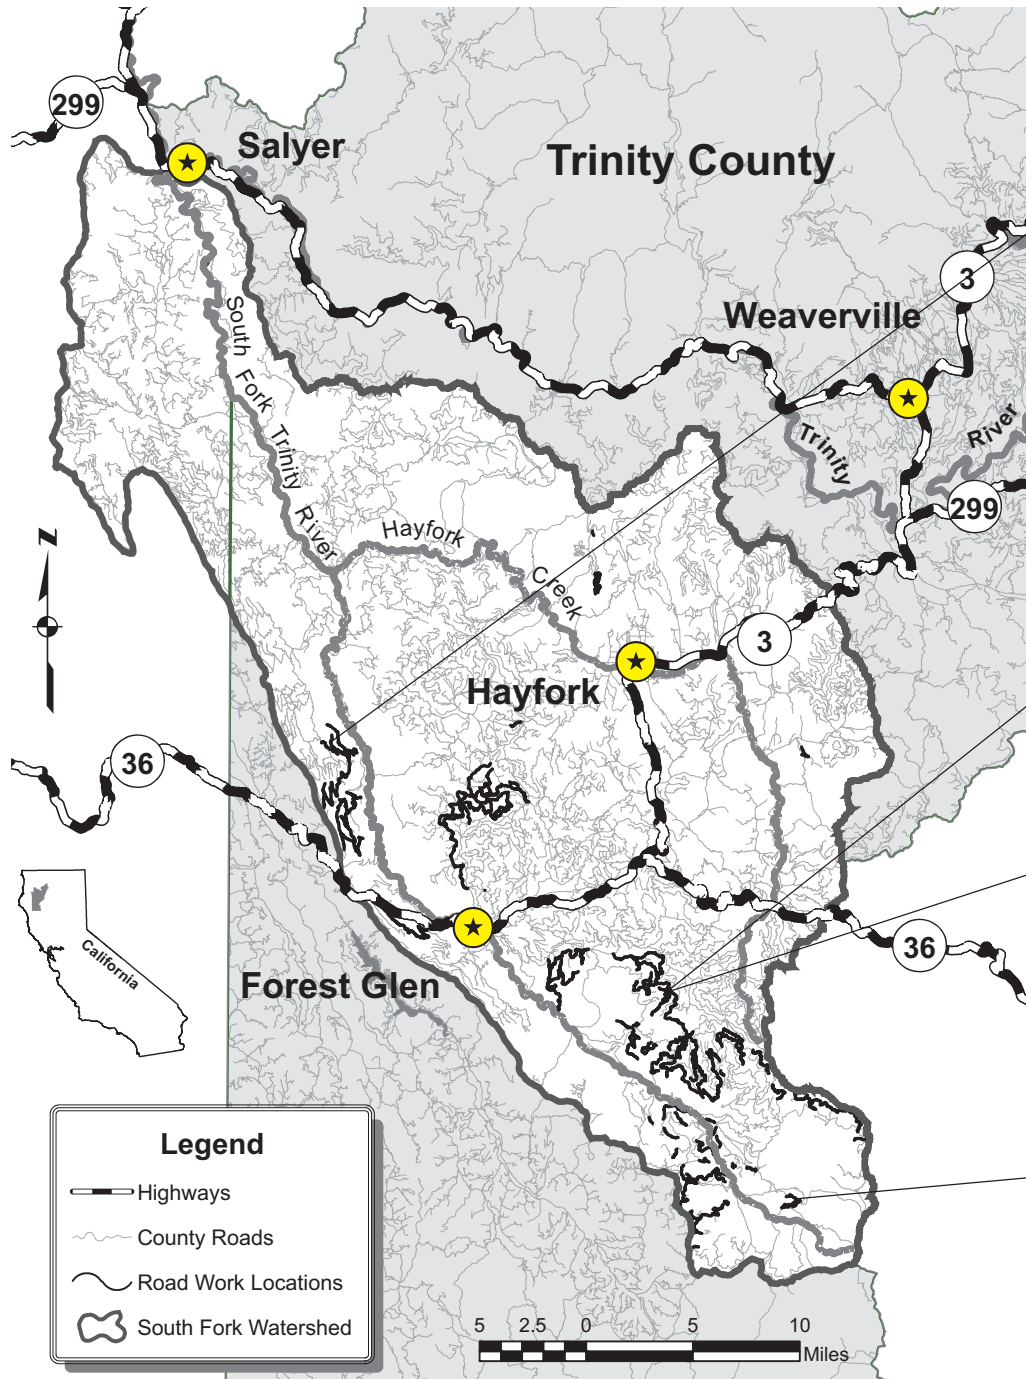 299
Salyer
Trinity County
3
Weaverville
South Fork Trinity River
Trinity
River
299
Hayfork
Creek
N
3
Hayfork
36
California
36
Forest Glen
Legend
Highways
County Roads
Road Work Locations
South Fork Watershed
5 2.5 0 5 10
Miles